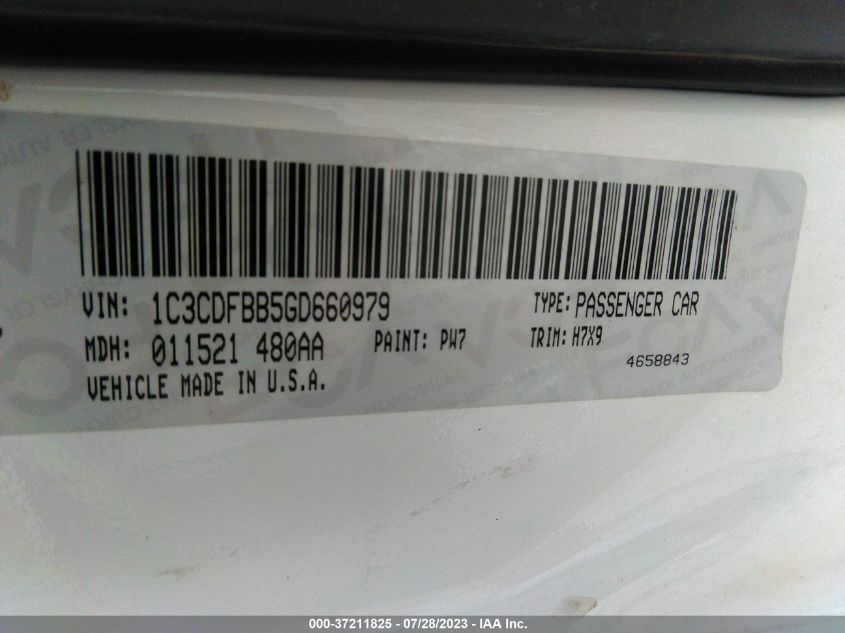 VIN: 1C3CDFBB5GD660979 TYPE: PASSENGER CAR
MDH: 011521 480AA PAINT: PW7 TRIM: H7X9
4658843
VEHICLE MADE IN U.S.A.
000-37211825 - 07/28/2023 - IAA Inc.